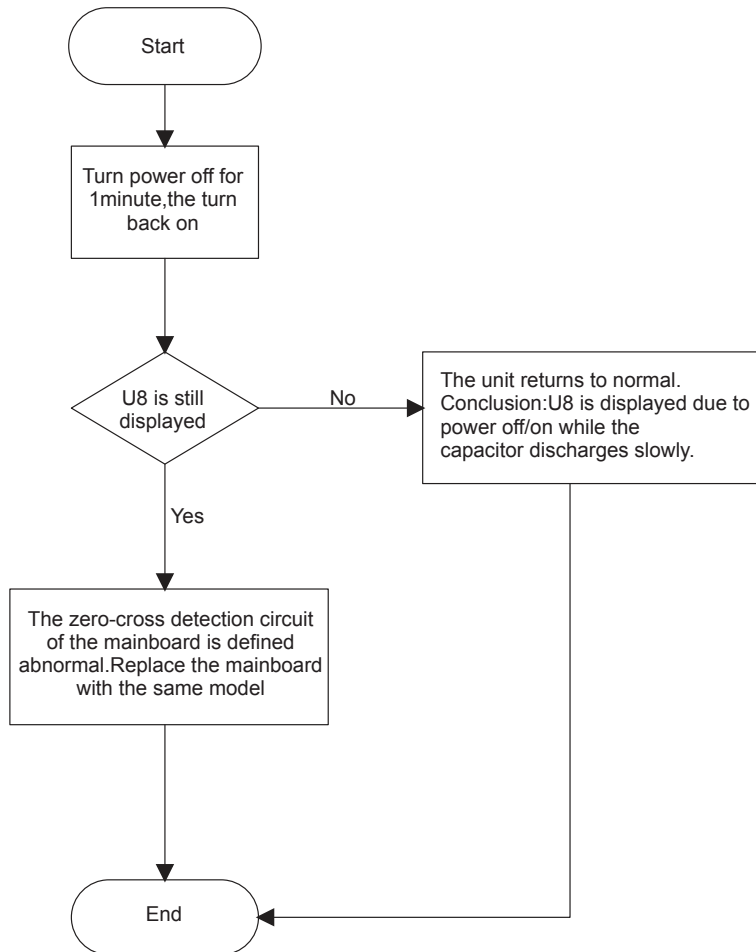 Start
Turn power off for
1minute,the turn
back on
U8 is still
displayed
No
The unit returns to normal.
Conclusion:U8 is displayed due to
power off/on while the
capacitor discharges slowly.
Yes
The zero-cross detection circuit
of the mainboard is defined
abnormal.Replace the mainboard
with the same model
End